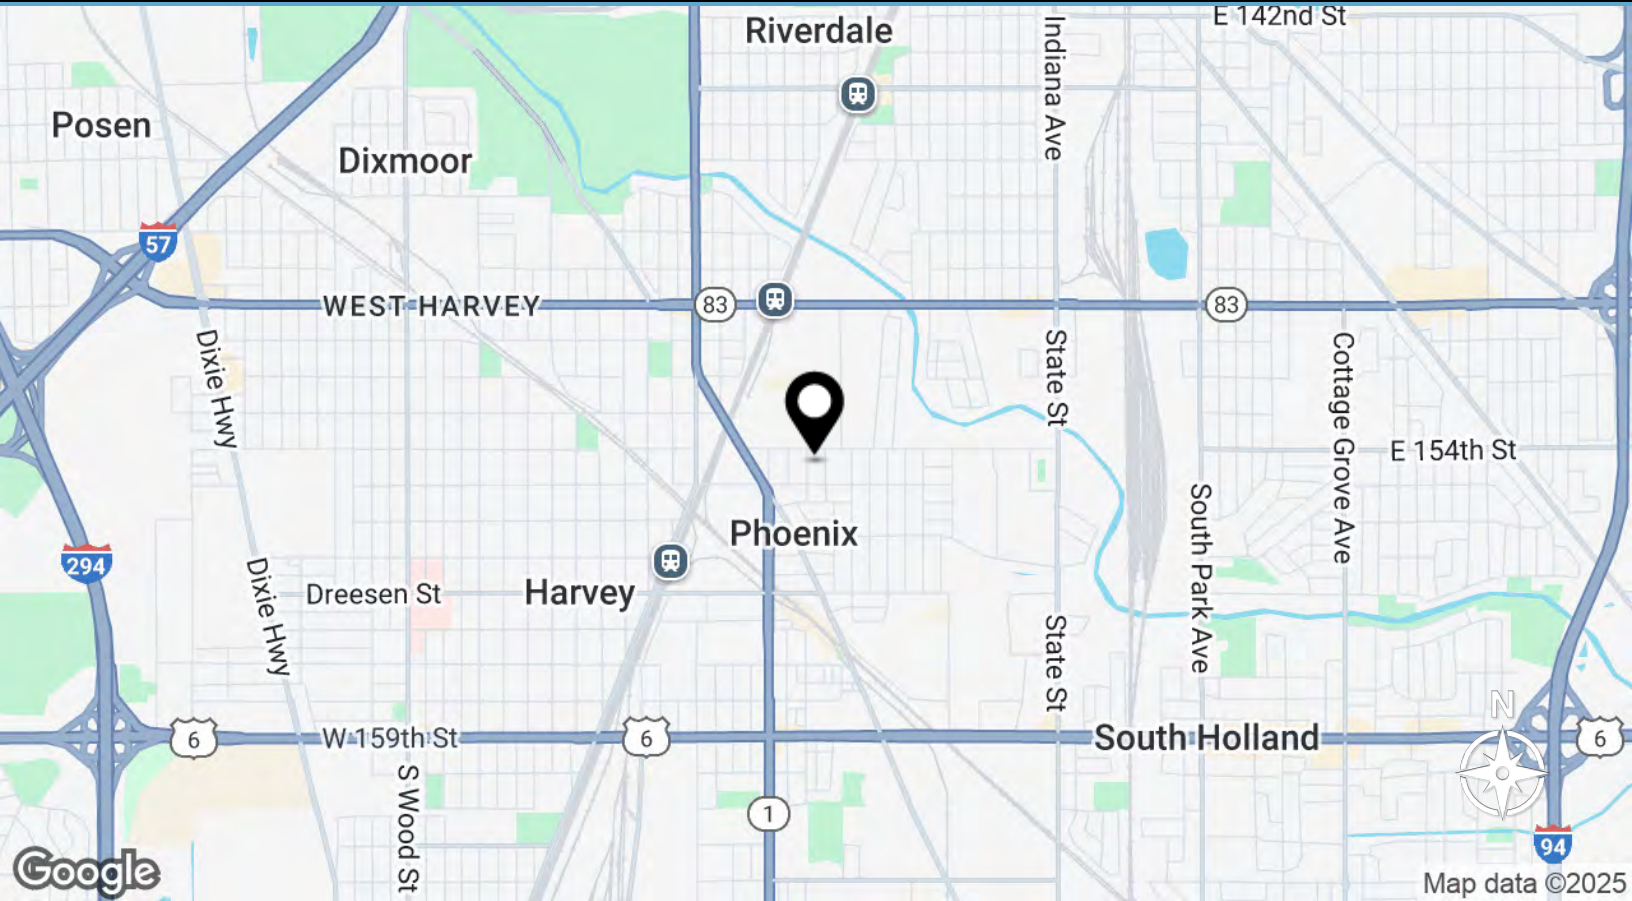 Riverdale
E 142nd St
Indiana Ave
Posen
Dixmoor
57
WEST HARVEY
83
83
Dixie Hwy
State St
Cottage Grove Ave
E 154th St
South Park Ave
Phoenix
294
Dixie Hwy
Dreesen St
Harvey
State St
N
6
W 159th St
6
South Holland
6
S Wood St
1
94
Google
Map data ©2025